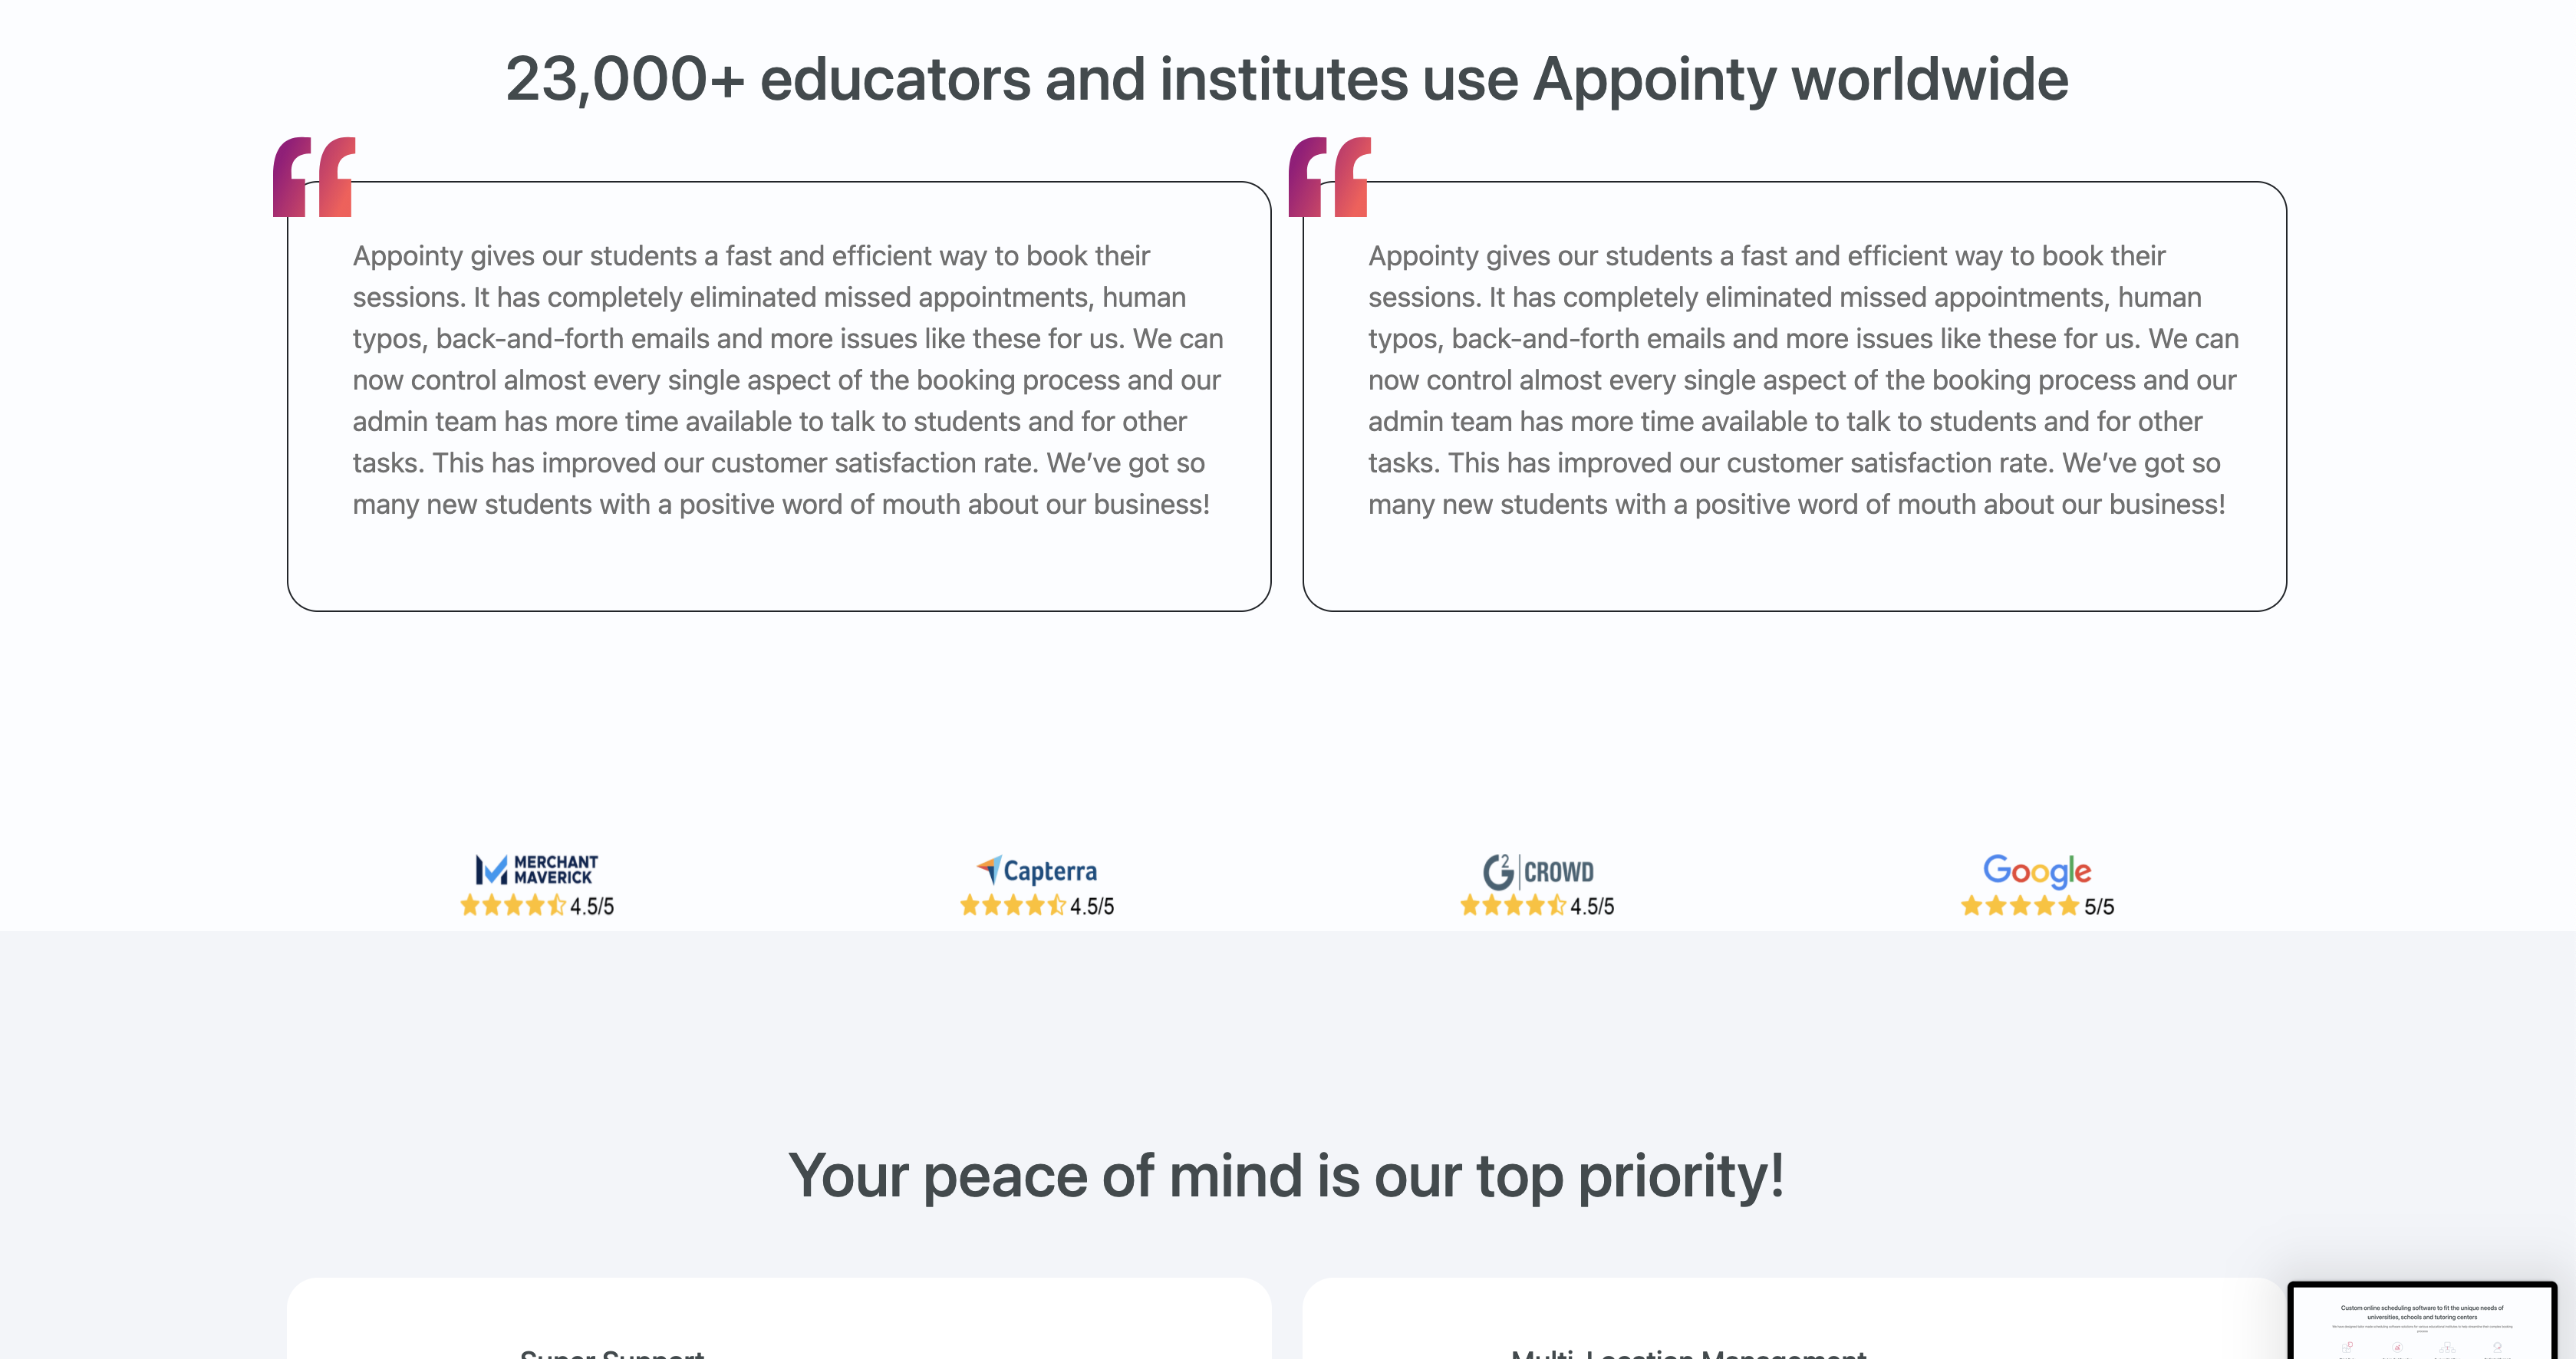 23,000+ educators and institutes use Appointy worldwide
Appointy gives our students a fast and efficient way to book their
sessions. It has completely eliminated missed appointments, human
typos, back-and-forth emails and more issues like these for us. We can
now control almost every single aspect of the booking process and our
admin team has more time available to talk to students and for other
tasks. This has improved our customer satisfaction rate. We’ve got so
many new students with a positive word of mouth about our business!
Appointy gives our students a fast and efficient way to book their
sessions. It has completely eliminated missed appointments, human
typos, back-and-forth emails and more issues like these for us. We can
now control almost every single aspect of the booking process and our
admin team has more time available to talk to students and for other
tasks. This has improved our customer satisfaction rate. We’ve got so
many new students with a positive word of mouth about our business!
MERCHANT
MAVERICK
4.5/5
Capterra
4.5/5
G2 CROWD
4.5/5
Google
5/5
Your peace of mind is our top priority!
Super Support
Multi-Location Management
Custom online scheduling software to fit the unique needs of
universities, schools and tutoring centers